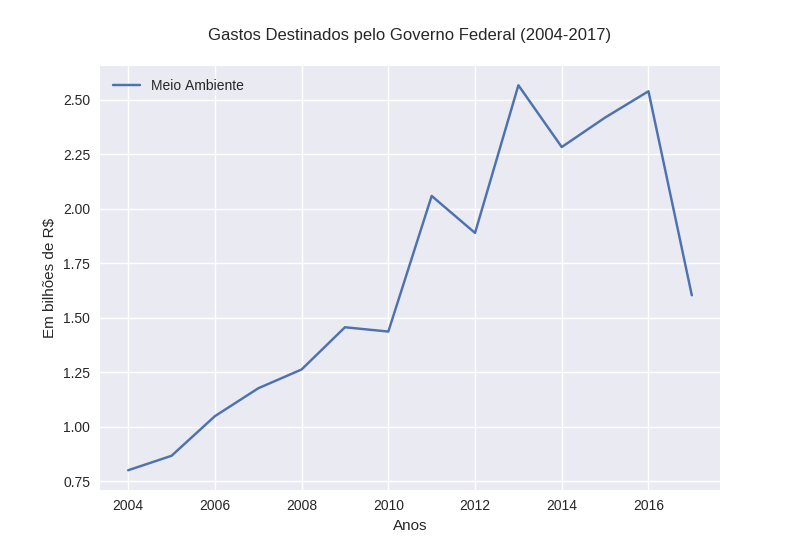 Gastos Destinados pelo Governo Federal (2004-2017)
Meio Ambiente
2.50
2.25
2.00
1.75
1.50
1.25
1.00
0.75
Em bilhões de R$
2004 2006 2008 2010 2012 2014 2016
Anos